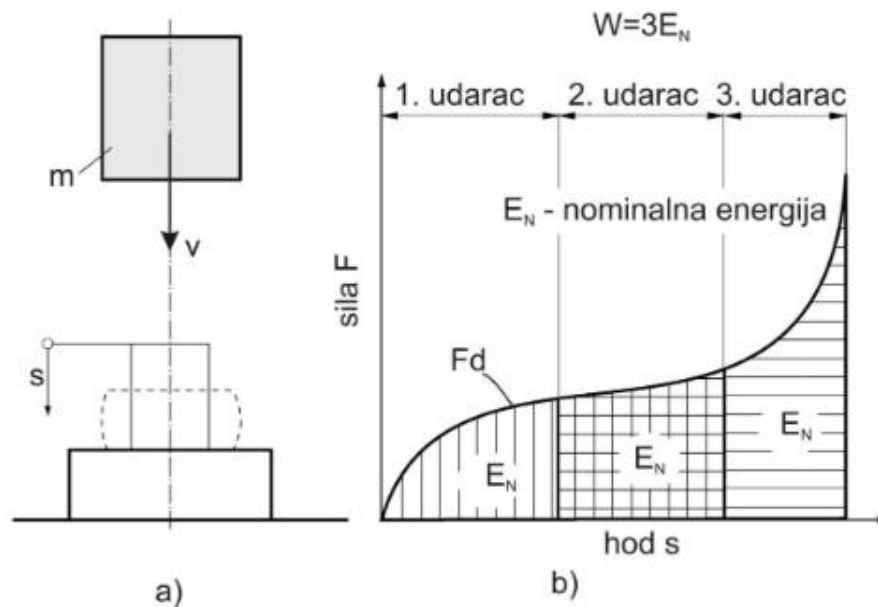 m
v
s
a)
W=3E_N
1. udarac
2. udarac
3. udarac
E_N - nominalna energija
sila F
Fd
E_N
E_N
E_N
hod s
b)